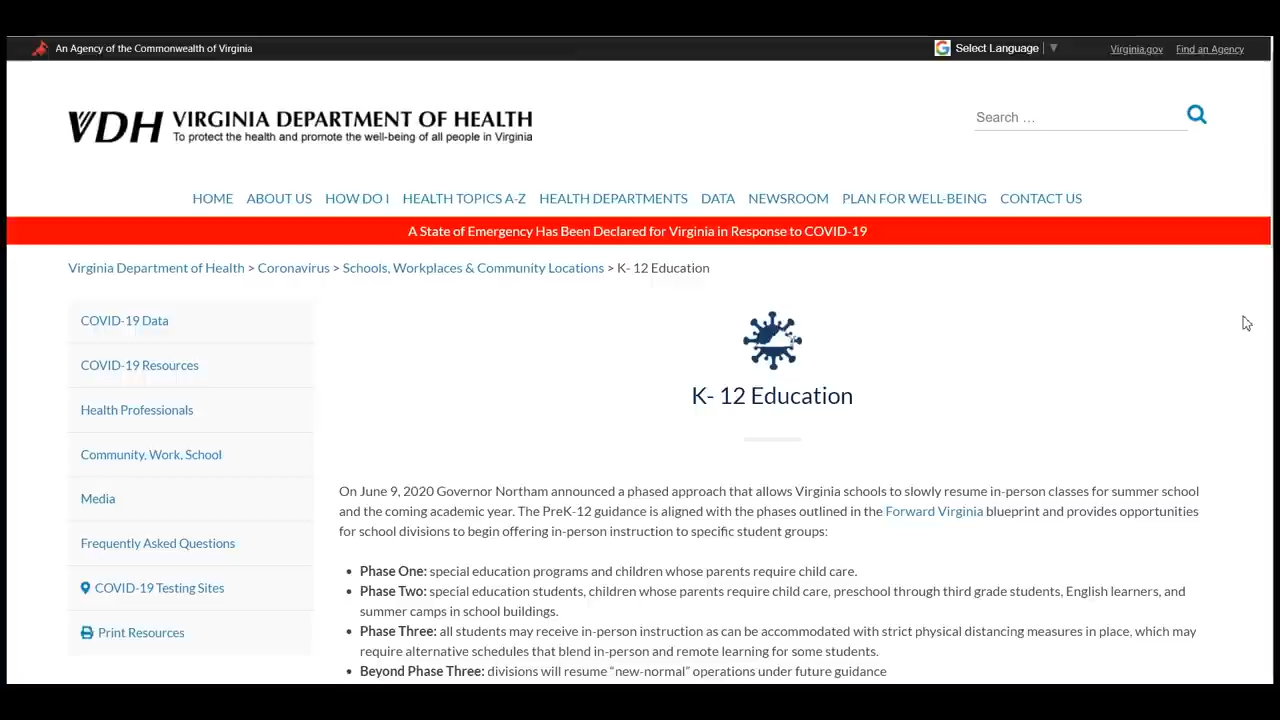 An Agency of the Commonwealth of Virginia
Select Language
Virginia.gov
Find an Agency
VDH VIRGINIA DEPARTMENT OF HEALTH
To protect the health and promote the well-being of all people in Virginia
Search …
HOME ABOUT US HOW DO I HEALTH TOPICS A-Z HEALTH DEPARTMENTS DATA NEWSROOM PLAN FOR WELL-BEING CONTACT US
A State of Emergency Has Been Declared for Virginia in Response to COVID-19
Virginia Department of Health > Coronavirus > Schools, Workplaces & Community Locations > K- 12 Education
COVID-19 Data
COVID-19 Resources
Health Professionals
Community, Work, School
Media
Frequently Asked Questions
COVID-19 Testing Sites
Print Resources
K- 12 Education
On June 9, 2020 Governor Northam announced a phased approach that allows Virginia schools to slowly resume in-person classes for summer school
and the coming academic year. The PreK-12 guidance is aligned with the phases outlined in the Forward Virginia blueprint and provides opportunities
for school divisions to begin offering in-person instruction to specific student groups:
• Phase One: special education programs and children whose parents require child care.
• Phase Two: special education students, children whose parents require child care, preschool through third grade students, English learners, and
summer camps in school buildings.
• Phase Three: all students may receive in-person instruction as can be accommodated with strict physical distancing measures in place, which may
require alternative schedules that blend in-person and remote learning for some students.
• Beyond Phase Three: divisions will resume “new-normal” operations under future guidance